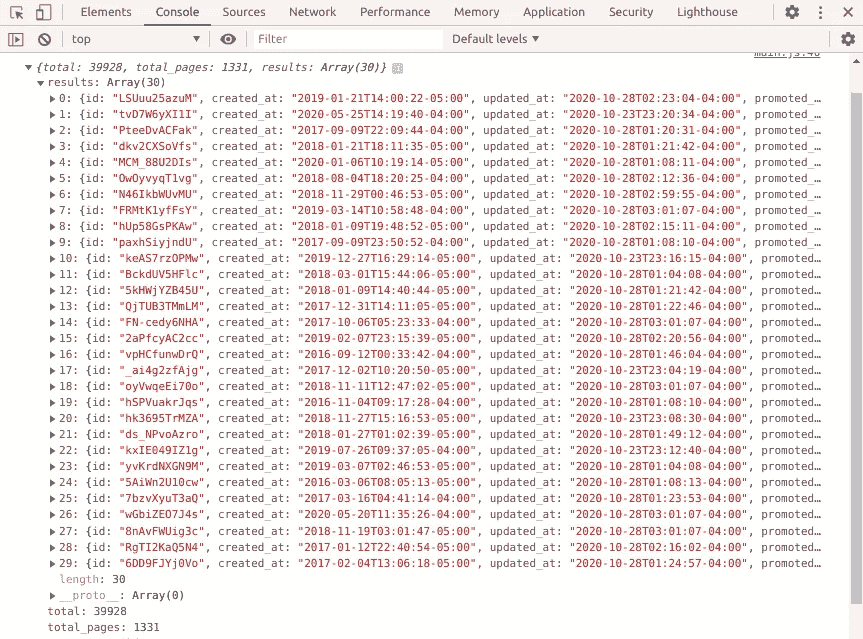 Elements Console Sources Network Performance Memory Application Security Lighthouse
top Filter Default levels
main.js:40
{total: 39928, total_pages: 1331, results: Array(30)}
results: Array(30)
0: {id: "LSUuu25azuM", created_at: "2019-01-21T14:00:22-05:00", updated_at: "2020-10-28T02:23:04-04:00", promoted_…
1: {id: "tvD7W6yXI1I", created_at: "2020-05-25T14:19:40-04:00", updated_at: "2020-10-23T23:20:34-04:00", promoted_…
2: {id: "PteeDvACFak", created_at: "2017-09-09T22:09:44-04:00", updated_at: "2020-10-28T01:20:31-04:00", promoted_…
3: {id: "dkv2CXSoVfs", created_at: "2018-01-21T18:11:35-05:00", updated_at: "2020-10-28T01:21:42-04:00", promoted_…
4: {id: "MCM_88U2DIs", created_at: "2020-01-06T10:19:14-05:00", updated_at: "2020-10-28T01:08:11-04:00", promoted_…
5: {id: "OwOyvyqT1vg", created_at: "2018-08-04T18:20:25-04:00", updated_at: "2020-10-28T02:12:36-04:00", promoted_…
6: {id: "N46IkbWUvMU", created_at: "2018-11-29T00:46:53-05:00", updated_at: "2020-10-28T02:59:55-04:00", promoted_…
7: {id: "FRMtK1yfFsY", created_at: "2019-03-14T10:58:48-04:00", updated_at: "2020-10-28T03:01:07-04:00", promoted_…
8: {id: "hUp58GsPKAw", created_at: "2018-01-09T19:48:52-05:00", updated_at: "2020-10-28T02:15:11-04:00", promoted_…
9: {id: "paxhSiyjndU", created_at: "2017-09-09T23:50:52-04:00", updated_at: "2020-10-28T01:08:10-04:00", promoted_…
10: {id: "keAS7rzOPMw", created_at: "2019-12-27T16:29:14-05:00", updated_at: "2020-10-23T23:16:15-04:00", promoted…
11: {id: "BckdUV5HFlc", created_at: "2018-03-01T15:44:06-05:00", updated_at: "2020-10-28T01:04:08-04:00", promoted…
12: {id: "5kHWjYZB45U", created_at: "2018-01-09T14:40:44-05:00", updated_at: "2020-10-28T01:21:42-04:00", promoted…
13: {id: "QjTUB3TMmLM", created_at: "2017-12-31T14:11:05-05:00", updated_at: "2020-10-28T01:22:46-04:00", promoted…
14: {id: "FN-cedy6NHA", created_at: "2017-10-06T05:23:33-04:00", updated_at: "2020-10-28T03:01:07-04:00", promoted…
15: {id: "2aPfcyAC2cc", created_at: "2019-02-07T23:15:39-05:00", updated_at: "2020-10-28T02:20:56-04:00", promoted…
16: {id: "vpHCfunwDrQ", created_at: "2016-09-12T00:33:42-04:00", updated_at: "2020-10-28T01:46:04-04:00", promoted…
17: {id: "_ai4g2zfAjg", created_at: "2017-12-02T10:20:50-05:00", updated_at: "2020-10-23T23:04:19-04:00", promoted…
18: {id: "oyVwqeEi70o", created_at: "2018-11-11T12:47:02-05:00", updated_at: "2020-10-28T03:01:07-04:00", promoted…
19: {id: "hSPVuakrJqs", created_at: "2016-11-04T09:17:28-04:00", updated_at: "2020-10-28T01:08:10-04:00", promoted…
20: {id: "hk3695TrMZA", created_at: "2018-11-27T15:16:53-05:00", updated_at: "2020-10-23T23:08:30-04:00", promoted…
21: {id: "ds_NPvoAzro", created_at: "2018-01-27T01:02:39-05:00", updated_at: "2020-10-28T01:49:12-04:00", promoted…
22: {id: "kxIE049IZ1g", created_at: "2019-07-26T09:37:05-04:00", updated_at: "2020-10-23T23:12:40-04:00", promoted…
23: {id: "yvKrdNXGN9M", created_at: "2019-03-07T02:46:53-05:00", updated_at: "2020-10-28T01:04:08-04:00", promoted…
24: {id: "5AiWn2U10cw", created_at: "2016-03-06T08:05:13-05:00", updated_at: "2020-10-28T01:08:13-04:00", promoted…
25: {id: "7bzvXyuT3aQ", created_at: "2017-03-16T04:41:14-04:00", updated_at: "2020-10-28T01:23:53-04:00", promoted…
26: {id: "wGbiZEO7J4s", created_at: "2020-05-20T11:35:26-04:00", updated_at: "2020-10-28T03:01:07-04:00", promoted…
27: {id: "8nAvFWUig3c", created_at: "2018-11-19T03:01:47-05:00", updated_at: "2020-10-28T03:01:07-04:00", promoted…
28: {id: "RgTI2KaQ5N4", created_at: "2017-01-12T22:40:54-05:00", updated_at: "2020-10-28T02:16:02-04:00", promoted…
29: {id: "6DD9FJYj0Vo", created_at: "2017-02-04T13:06:18-05:00", updated_at: "2020-10-28T01:24:57-04:00", promoted…
length: 30
__proto__: Array(0)
total: 39928
total_pages: 1331